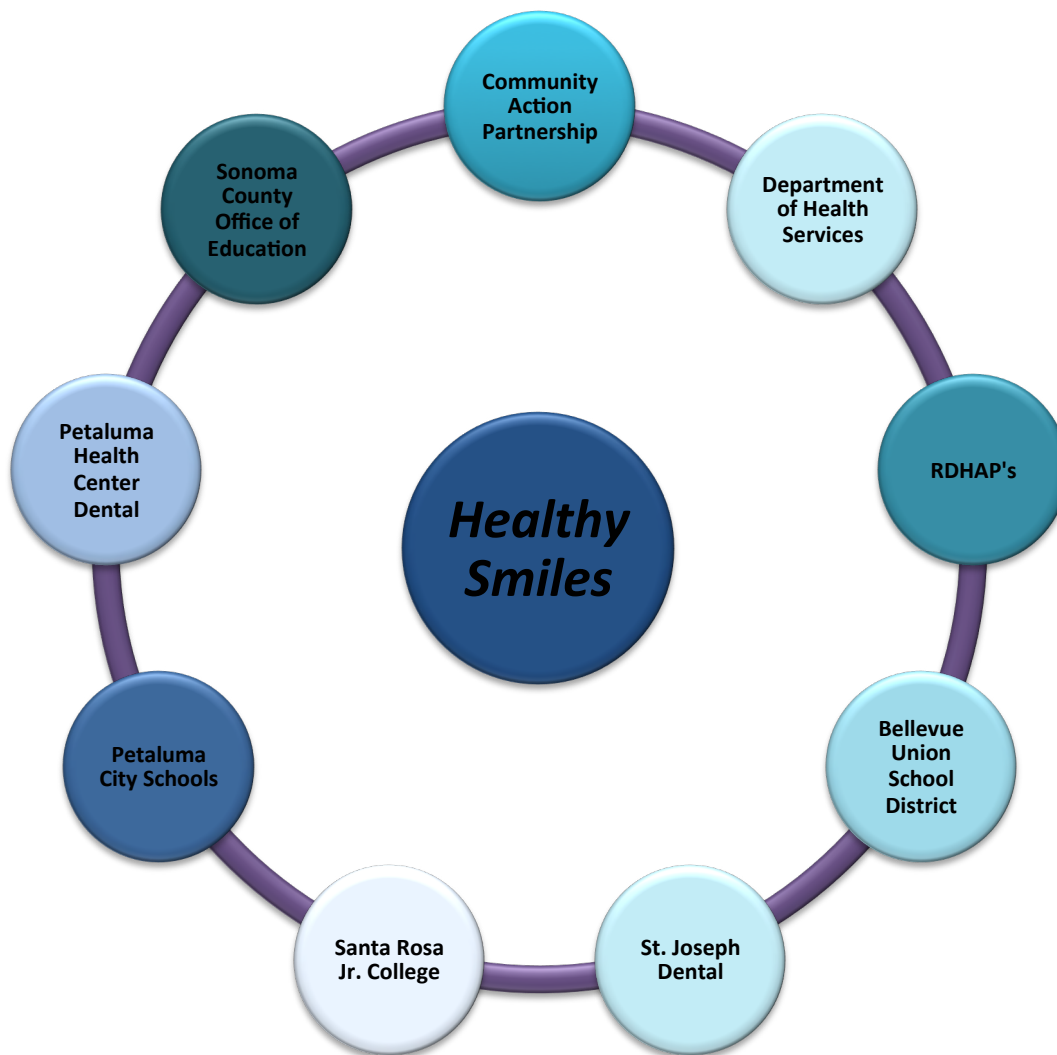 Community
Action
Partnership
Department
of Health
Services
RDHAP's
Bellevue
Union
School
District
St. Joseph
Dental
Santa Rosa
Jr. College
Petaluma
City Schools
Petaluma
Health
Center
Dental
Sonoma
County
Office of
Education
Healthy
Smiles